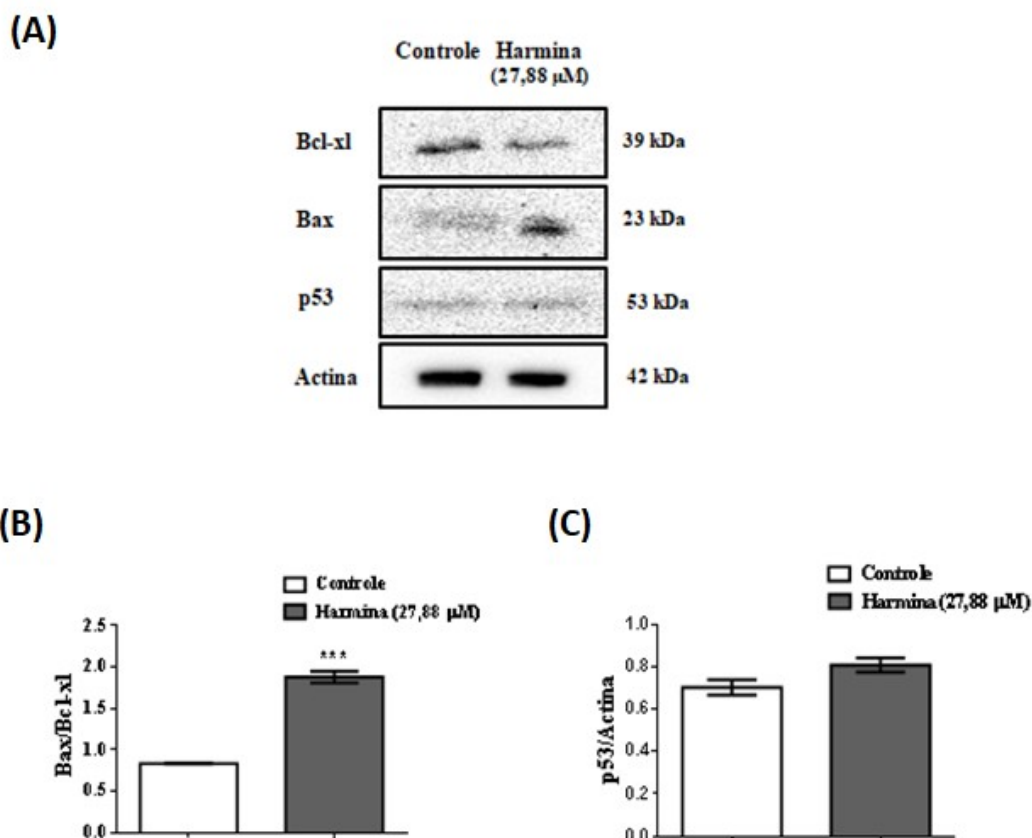 (A)
Controle Harmina
(27,88 µM)
Bcl-xl 39 kDa
Bax 23 kDa
p53 53 kDa
Actina 42 kDa
(B)
Controle
Harmina (27,88 µM)
Bax/Bcl-xl
2.5
2.0
1.5
1.0
0.5
0.0
***
(C)
Controle
Harmina (27,88 µM)
p53/Actina
1.0
0.8
0.6
0.4
0.2
0.0